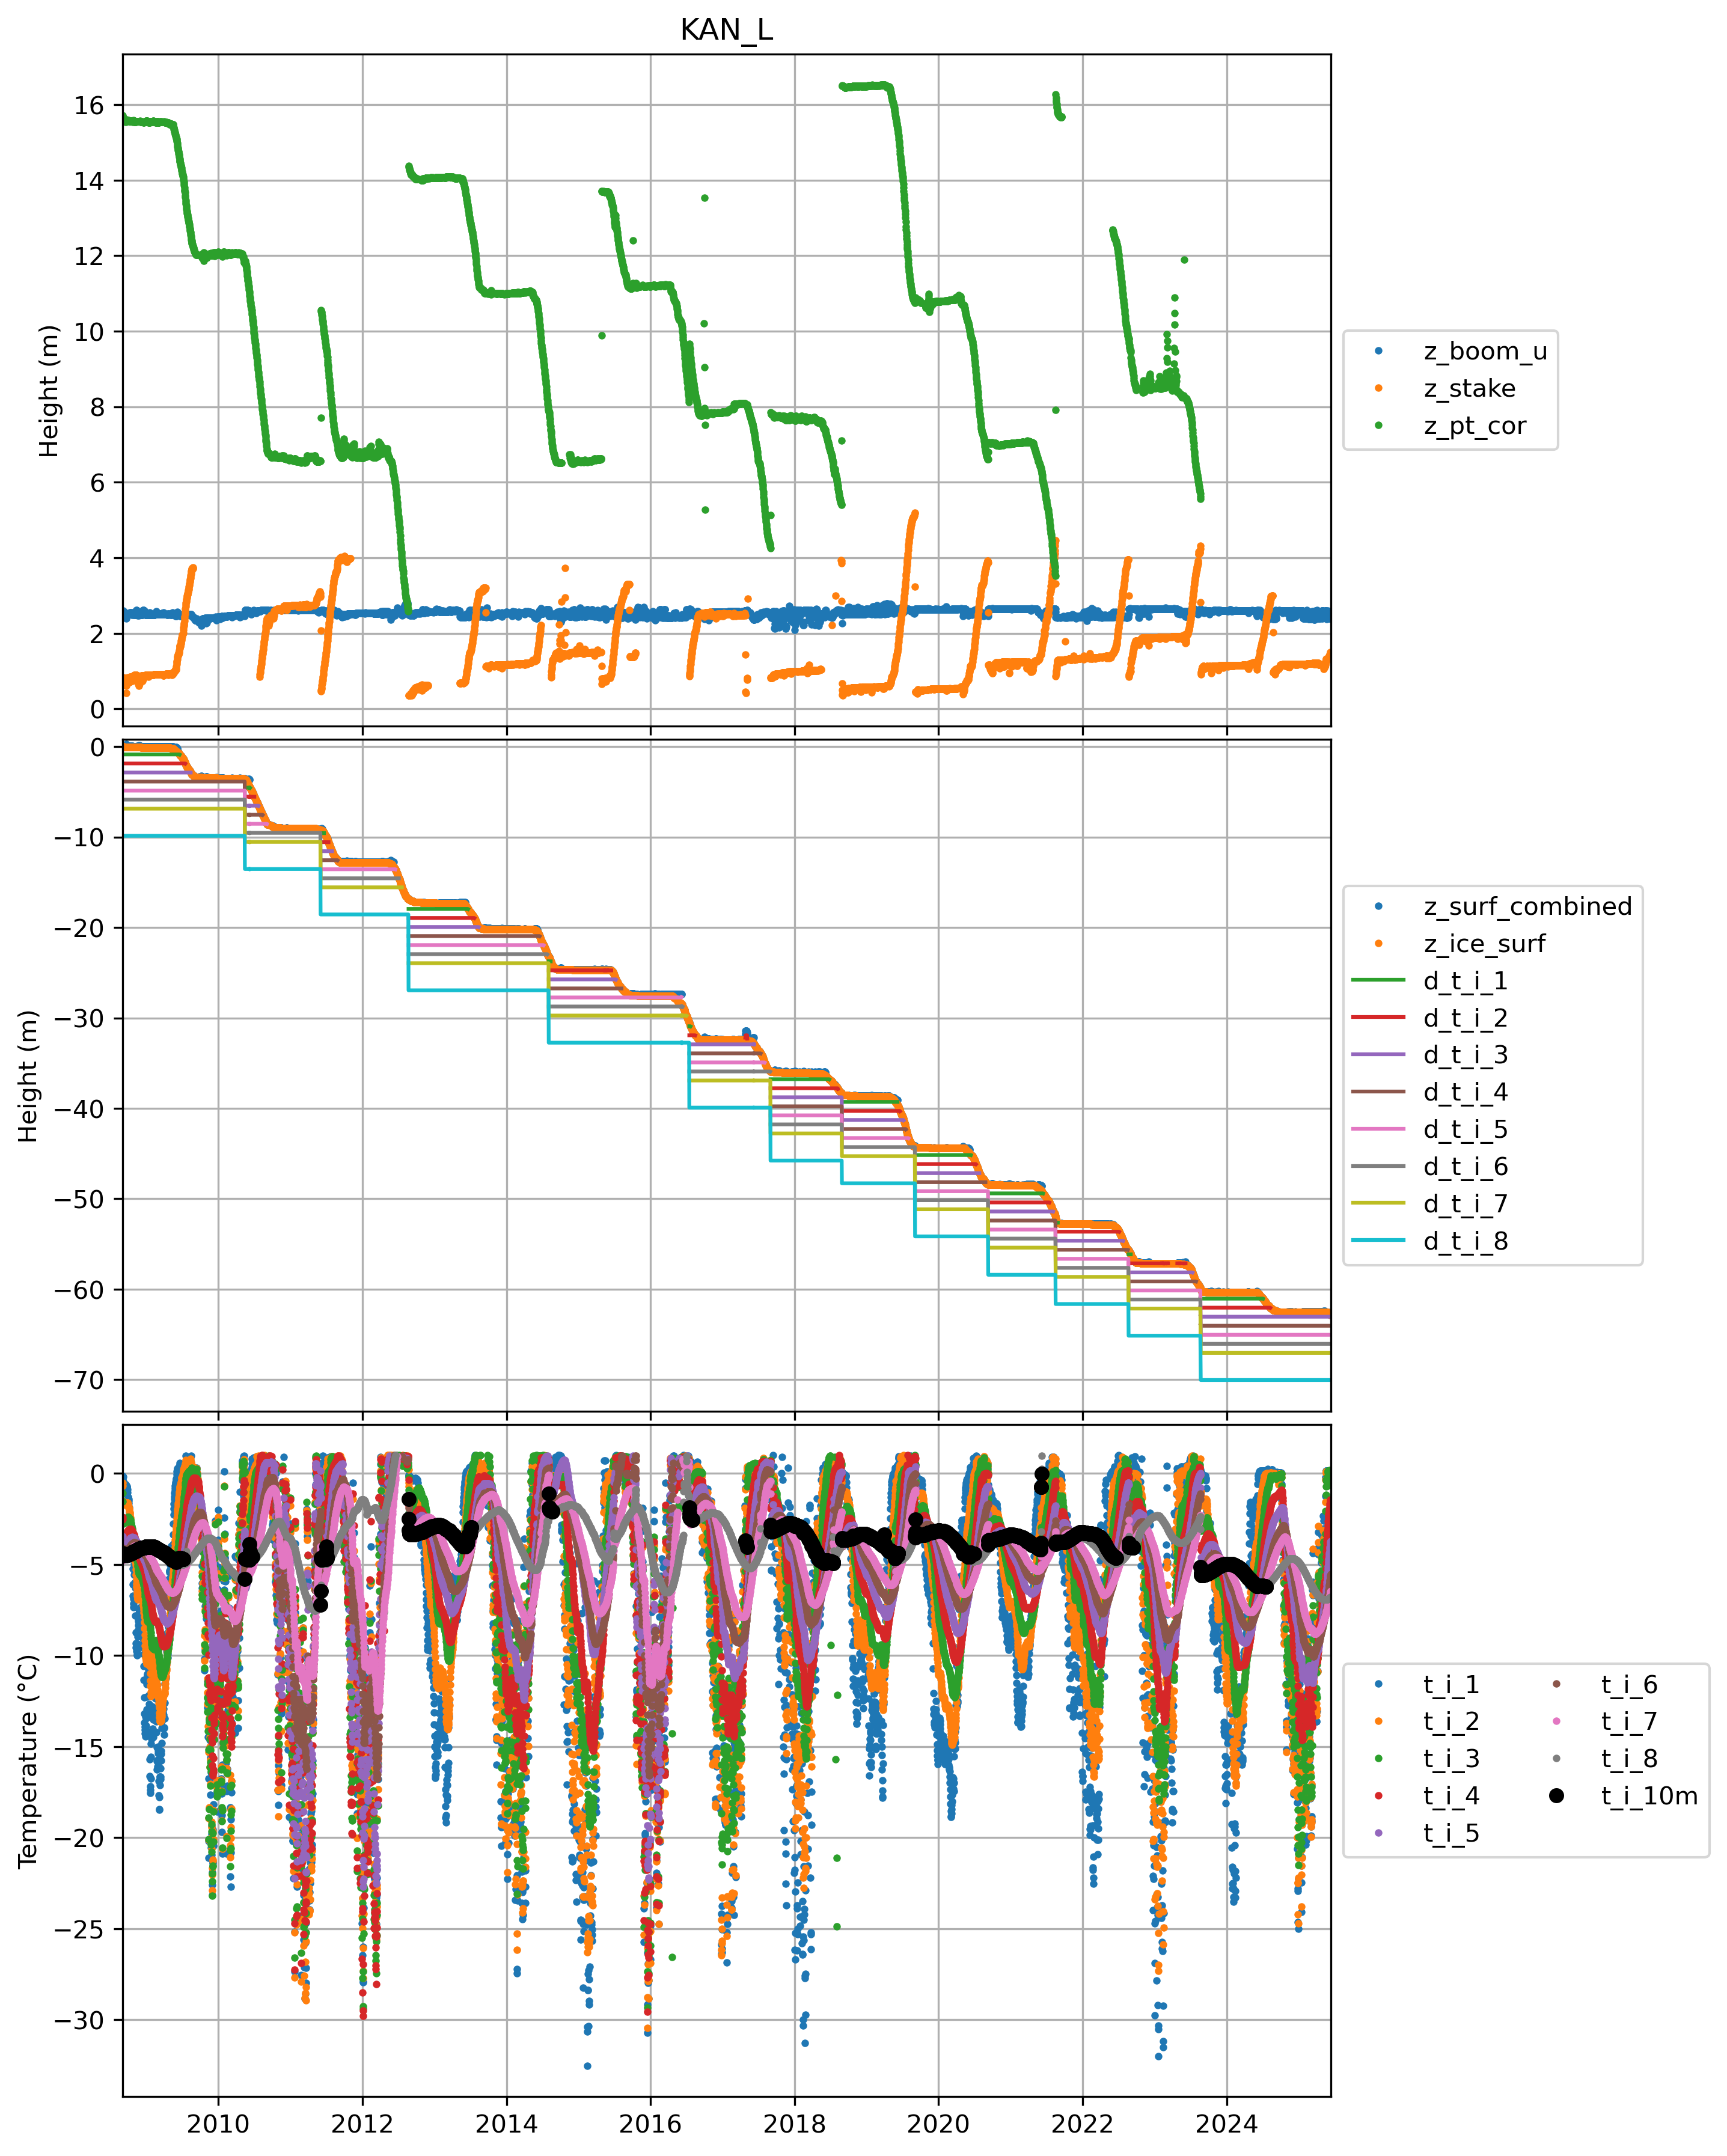 KAN_L
16
14
12
10
8
6
4
2
0
Height (m)
z_boom_u
z_stake
z_pt_cor
0
−10
−20
−30
−40
−50
−60
−70
Height (m)
z_surf_combined
z_ice_surf
d_t_i_1
d_t_i_2
d_t_i_3
d_t_i_4
d_t_i_5
d_t_i_6
d_t_i_7
d_t_i_8
0
−5
−10
−15
−20
−25
−30
Temperature (°C)
t_i_1
t_i_2
t_i_3
t_i_4
t_i_5
t_i_6
t_i_7
t_i_8
t_i_10m
2010 2012 2014 2016 2018 2020 2022 2024